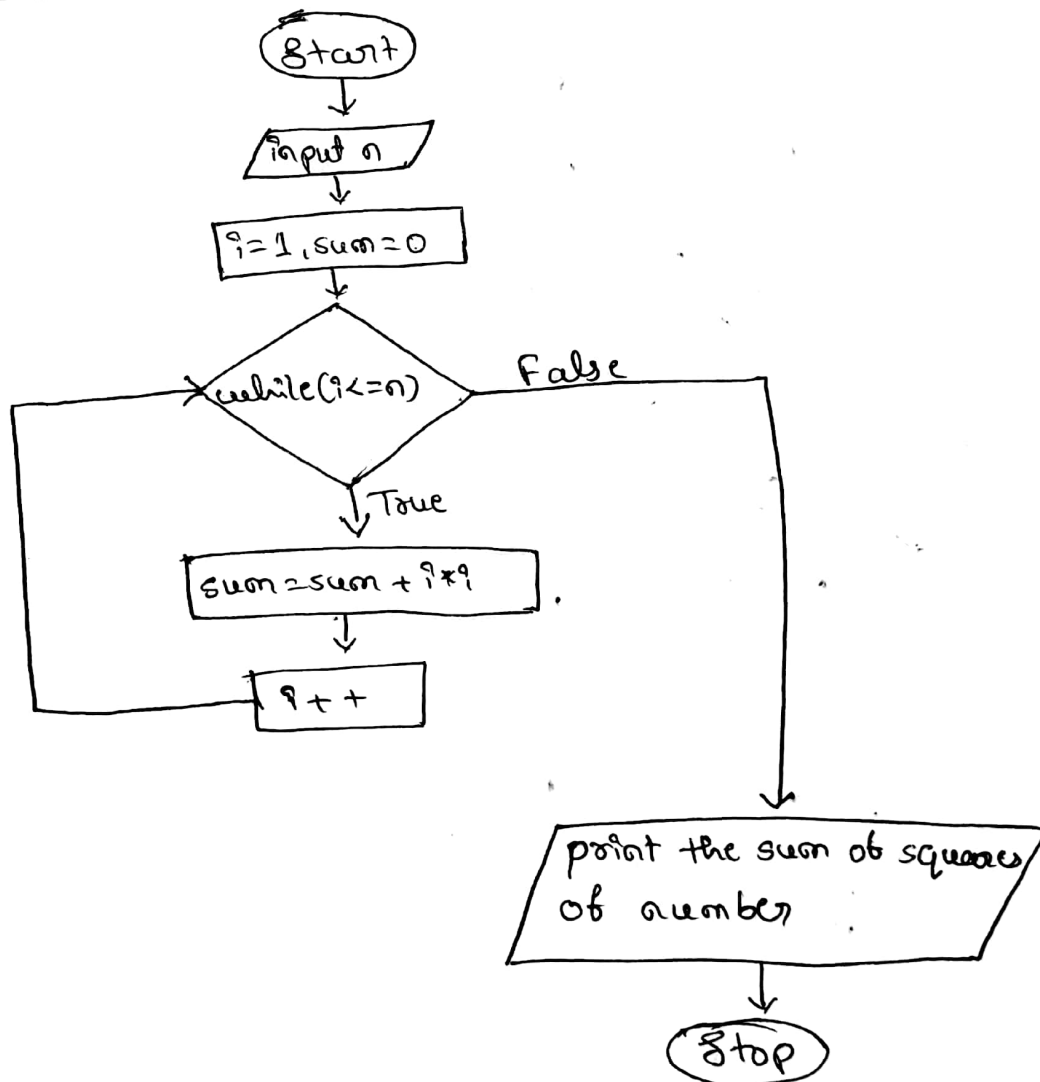 Start
input n
i=1, sum=0
while(i<=n)
False
True
sum=sum + i*i
i++
print the sum of squares
of number
Stop